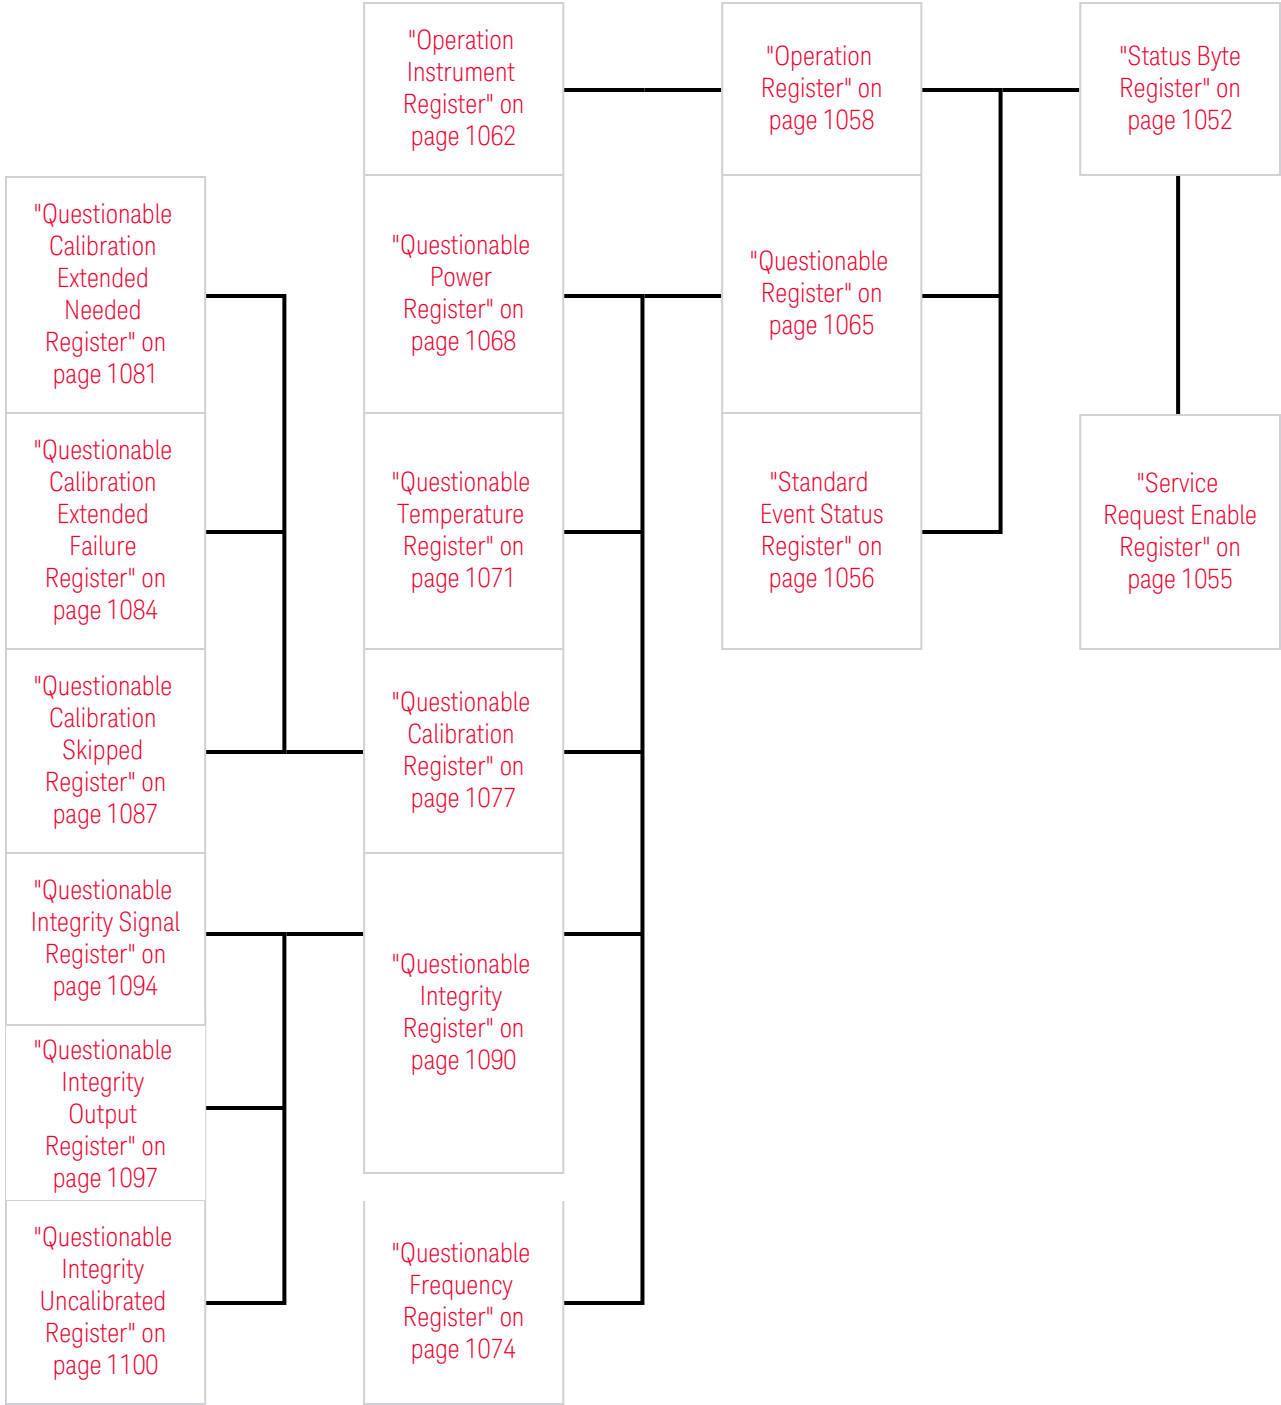 "Operation
Instrument
Register" on
page 1062
"Operation
Register" on
page 1058
"Status Byte
Register" on
page 1052
"Questionable
Calibration
Extended
Needed
Register" on
page 1081
"Questionable
Power
Register" on
page 1068
"Questionable
Register" on
page 1065
"Questionable
Calibration
Extended
Failure
Register" on
page 1084
"Questionable
Temperature
Register" on
page 1071
"Standard
Event Status
Register" on
page 1056
"Service
Request Enable
Register" on
page 1055
"Questionable
Calibration
Skipped
Register" on
page 1087
"Questionable
Calibration
Register" on
page 1077
"Questionable
Integrity Signal
Register" on
page 1094
"Questionable
Integrity
Register" on
page 1090
"Questionable
Integrity
Output
Register" on
page 1097
"Questionable
Integrity
Uncalibrated
Register" on
page 1100
"Questionable
Frequency
Register" on
page 1074